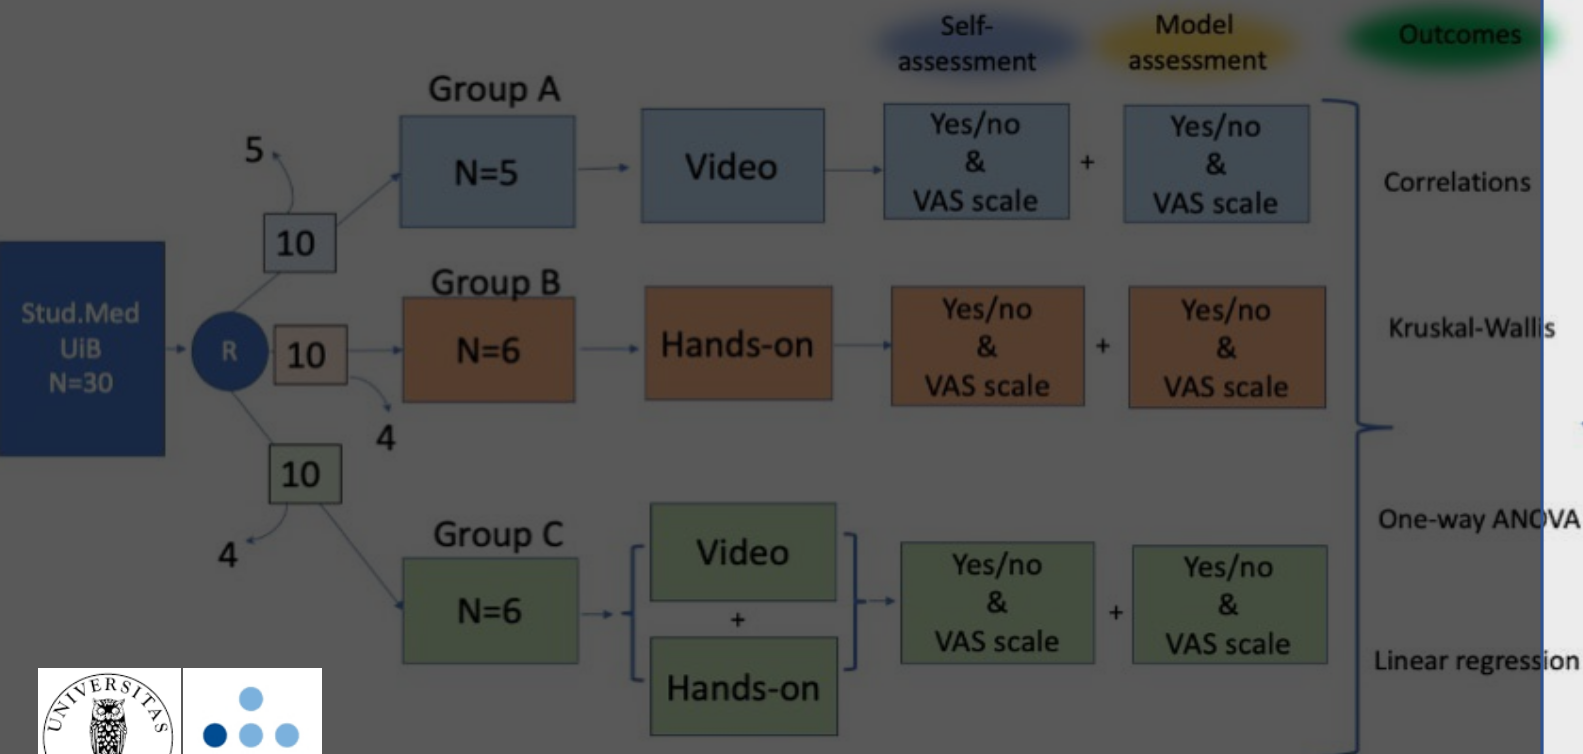 Self-
assessment
Model
assessment
Outcomes
Group A
5
10
N=5
Video
Yes/no
&
VAS scale
+
Yes/no
&
VAS scale
Correlations
Group B
Stud.Med
UiB
N=30
R
10
N=6
Hands-on
Yes/no
&
VAS scale
+
Yes/no
&
VAS scale
Kruskal-Wallis
4
10
4
Group C
N=6
Video
+
Hands-on
Yes/no
&
VAS scale
+
Yes/no
&
VAS scale
One-way ANOVA
Linear regression
UNIVERSITAS